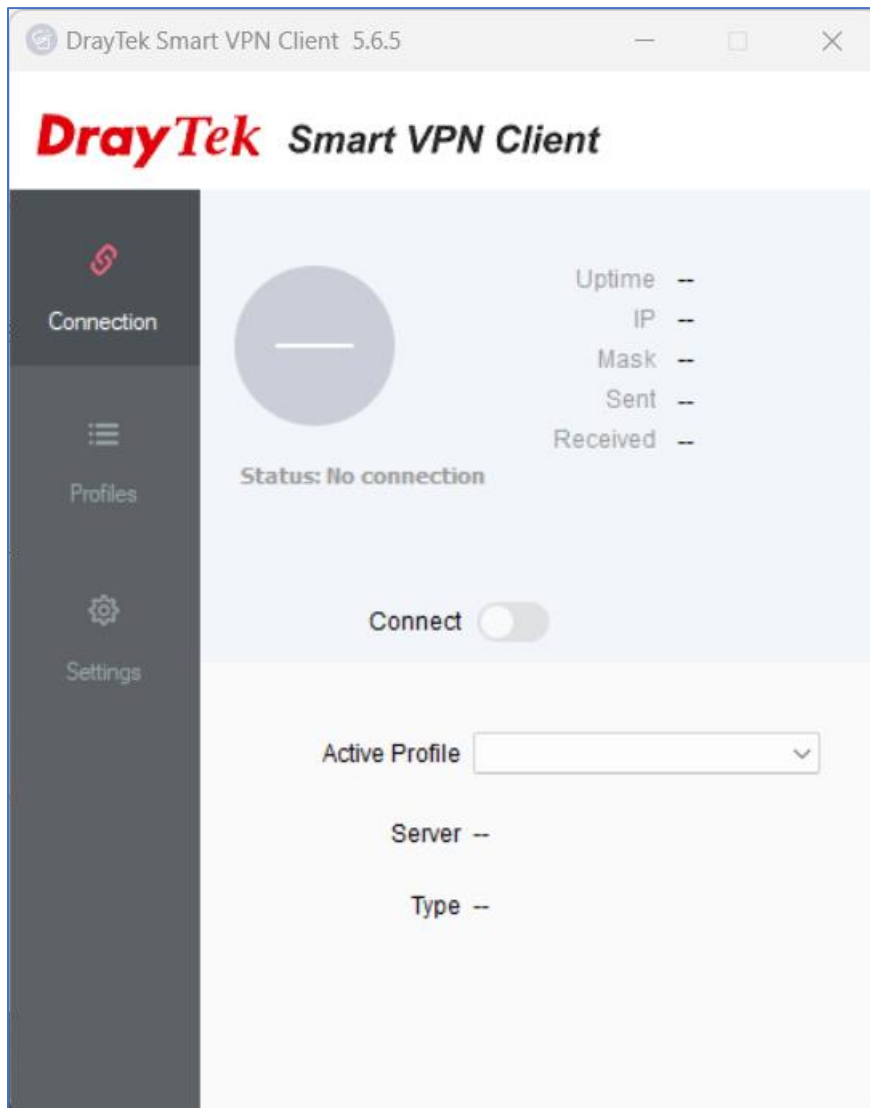 DrayTek Smart VPN Client 5.6.5
DrayTek Smart VPN Client
Connection
Profiles
Settings
Uptime --
IP --
Mask --
Sent --
Received --
Status: No connection
Connect
Active Profile
Server --
Type --